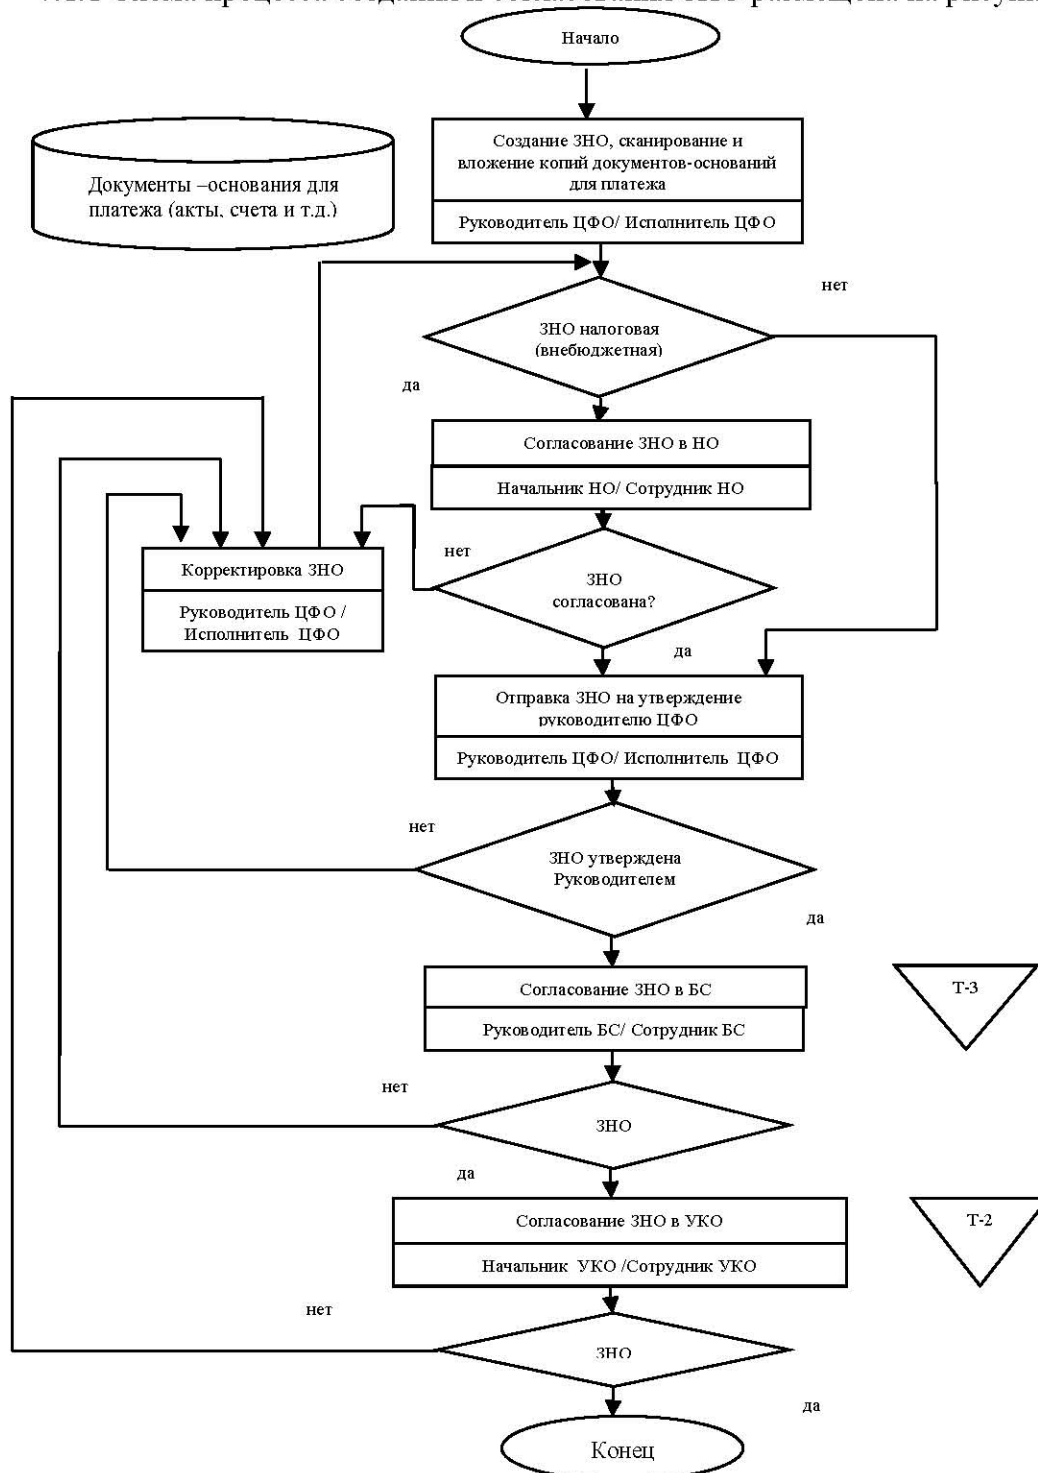 Начало
Создание ЗНО, сканирование и
вложение копий документов-оснований
для платежа
Документы –основания для
платежа (акты, счета и т.д.)
Руководитель ЦФО/ Исполнитель ЦФО
нет
ЗНО налоговая
(внебюджетная)
да
Согласование ЗНО в НО
Начальник НО/ Сотрудник НО
нет
Корректировка ЗНО
ЗНО
согласована?
Руководитель ЦФО /
Исполнитель ЦФО
да
Отправка ЗНО на утверждение
руководителю ЦФО
Руководитель ЦФО/ Исполнитель ЦФО
нет
ЗНО утверждена
Руководителем
да
Согласование ЗНО в БС
Т-3
Руководитель БС/ Сотрудник БС
нет
ЗНО
да
Согласование ЗНО в УКО
Т-2
Начальник УКО /Сотрудник УКО
нет
ЗНО
да
Конец